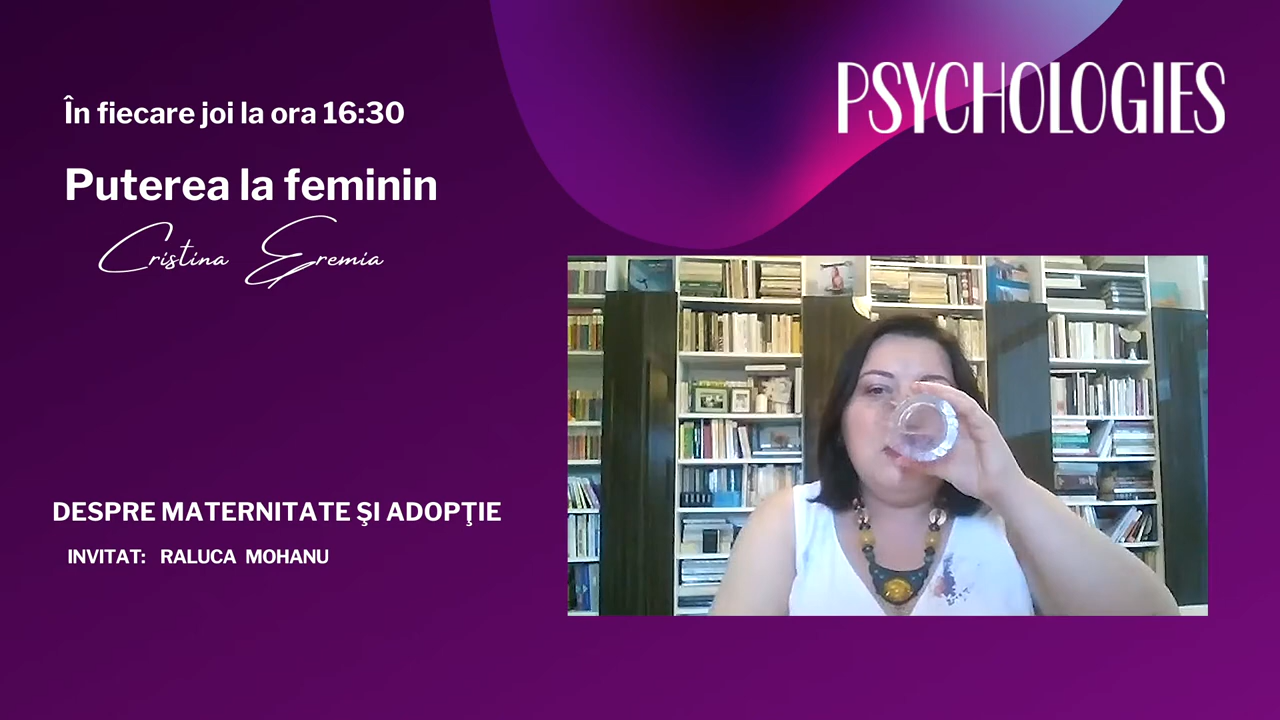 În fiecare joi la ora 16:30
PSYCHOLOGIES
Puterea la feminin
Cristina Eremia
DESPRE MATERNITATE ŞI ADOPŢIE
INVITAT: RALUCA MOHANU